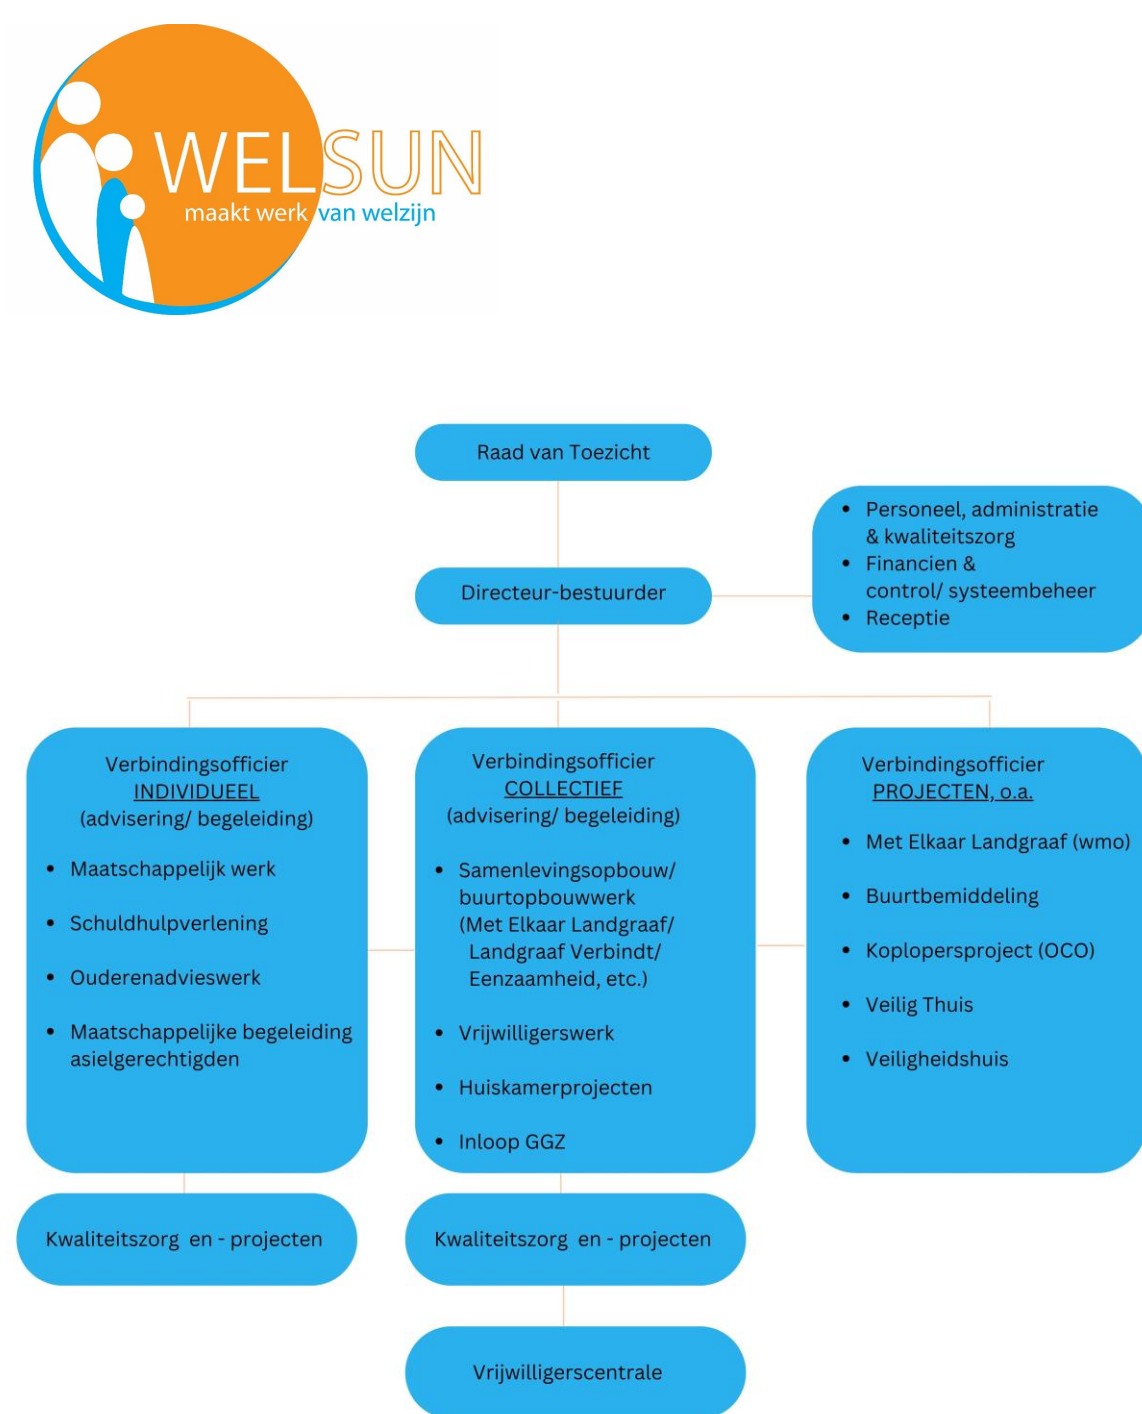 WELSUN
maakt werk van welzijn
Raad van Toezicht
Directeur-bestuurder
• Personeel, administratie
& kwaliteitszorg
• Financien &
control/ systeembeheer
• Receptie
Verbindingsofficier
INDIVIDUEEL
(advisering/ begeleiding)
• Maatschappelijk werk
• Schuldhulpverlening
• Ouderenadvieswerk
• Maatschappelijke begeleiding
asielgerechtigden
Verbindingsofficier
COLLECTIEF
(advisering/ begeleiding)
• Samenlevingsopbouw/
buurtopbouwwerk
(Met Elkaar Landgraaf/
Landgraaf Verbindt/
Eenzaamheid, etc.)
• Vrijwilligerswerk
• Huiskamerprojecten
• Inloop GGZ
Verbindingsofficier
PROJECTEN, o.a.
• Met Elkaar Landgraaf (wmo)
• Buurtbemiddeling
• Koplopersproject (OCO)
• Veilig Thuis
• Veiligheidshuis
Kwaliteitszorg en - projecten
Kwaliteitszorg en - projecten
Vrijwilligerscentrale